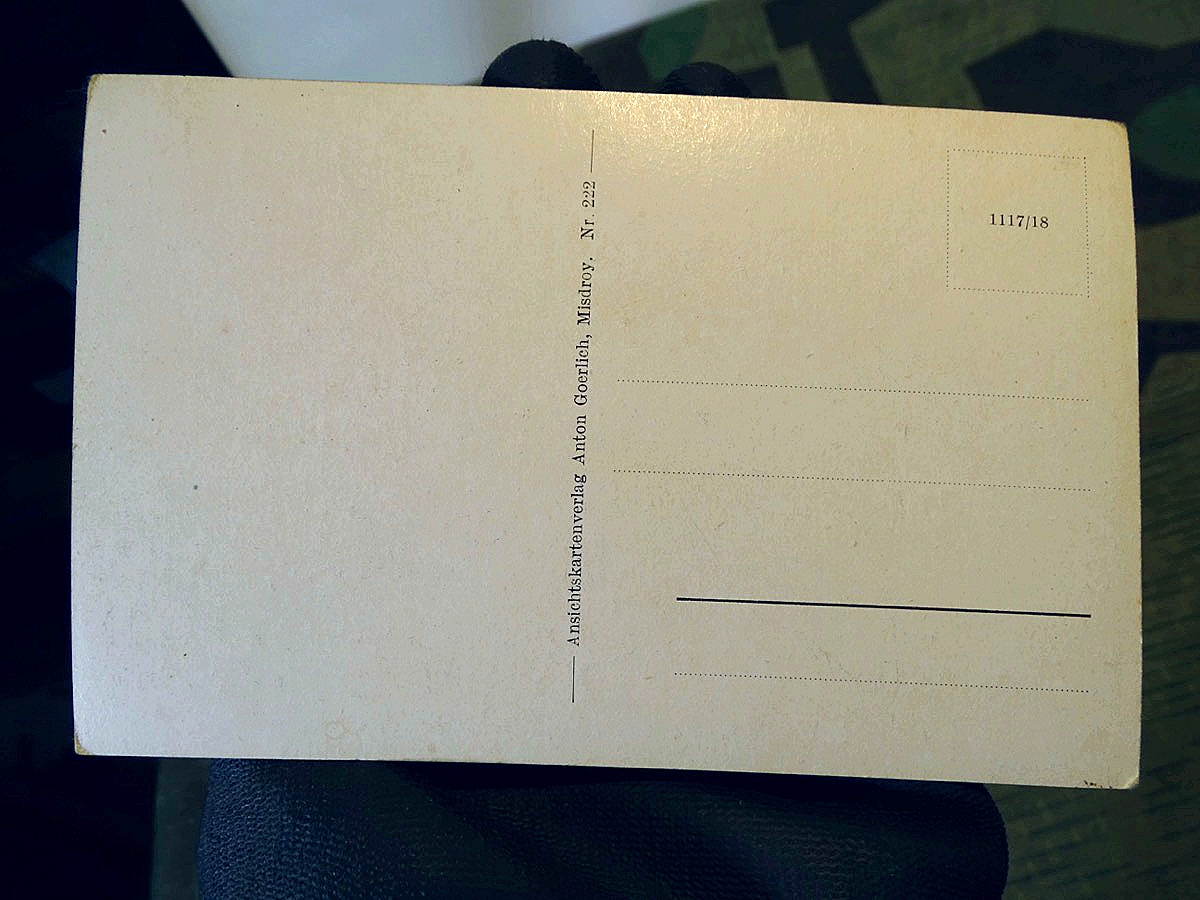 Ansichtskartenverlag Anton Goerlich, Misdroy. Nr. 222
1117/18